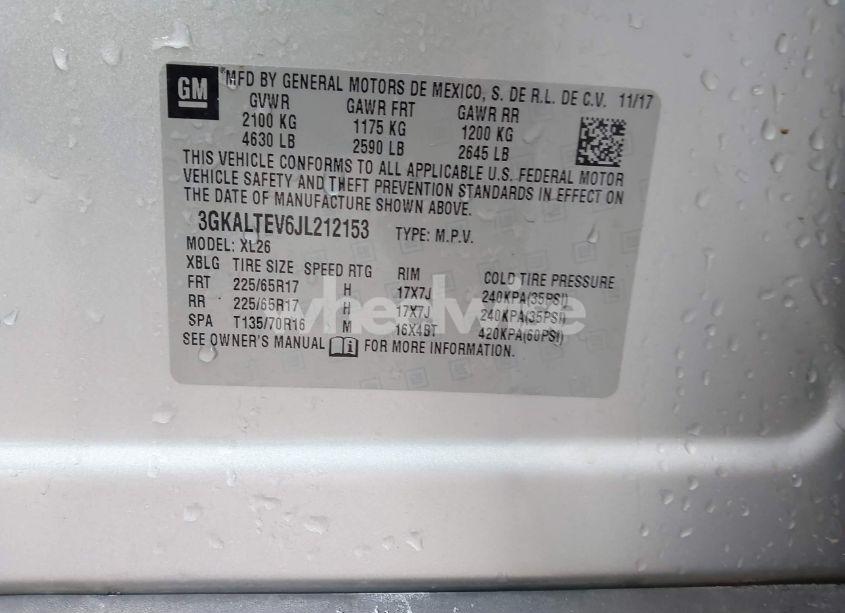 GM MFD BY GENERAL MOTORS DE MEXICO, S. DE R.L. DE C.V. 11/17
GVWR GAWR FRT GAWR RR
2100 KG 1175 KG 1200 KG
4630 LB 2590 LB 2645 LB
THIS VEHICLE CONFORMS TO ALL APPLICABLE U.S. FEDERAL MOTOR
VEHICLE SAFETY AND THEFT PREVENTION STANDARDS IN EFFECT ON
THE DATE OF MANUFACTURE SHOWN ABOVE.
3GKALTEV6JL212153 TYPE: M.P.V.
MODEL: XL26
XBLG TIRE SIZE SPEED RTG RIM COLD TIRE PRESSURE
FRT 225/65R17 H 17X7J 240KPA(35PSI)
RR 225/65R17 H 17X7J 240KPA(35PSI)
SPA T135/70R16 M 16X4BT 420KPA(60PSI)
SEE OWNER'S MANUAL FOR MORE INFORMATION.